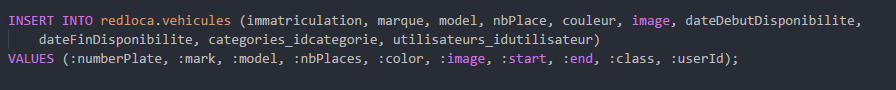 INSERT INTO redloca.vehicules (immatriculation, marque, model, nbPlace, couleur, image, dateDebutDisponibilite,
dateFinDisponibilite, categories_idcategorie, utilisateurs_idutilisateur)
VALUES (:numberPlate, :mark, :model, :nbPlaces, :color, :image, :start, :end, :class, :userId);